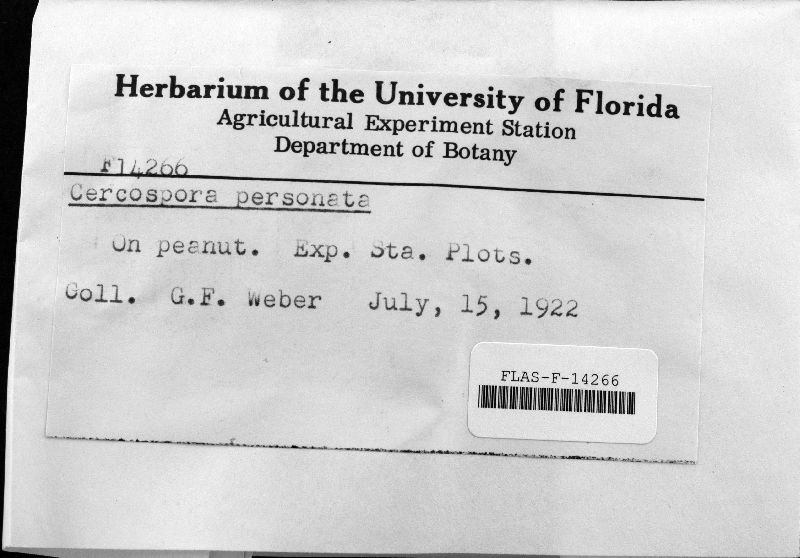 Herbarium of the University of Florida
Agricultural Experiment Station
Department of Botany
F14266
Cercospora personata
On peanut. Exp. Sta. Plots.
Coll. G.F. Weber July, 15, 1922
FLAS-F-14266